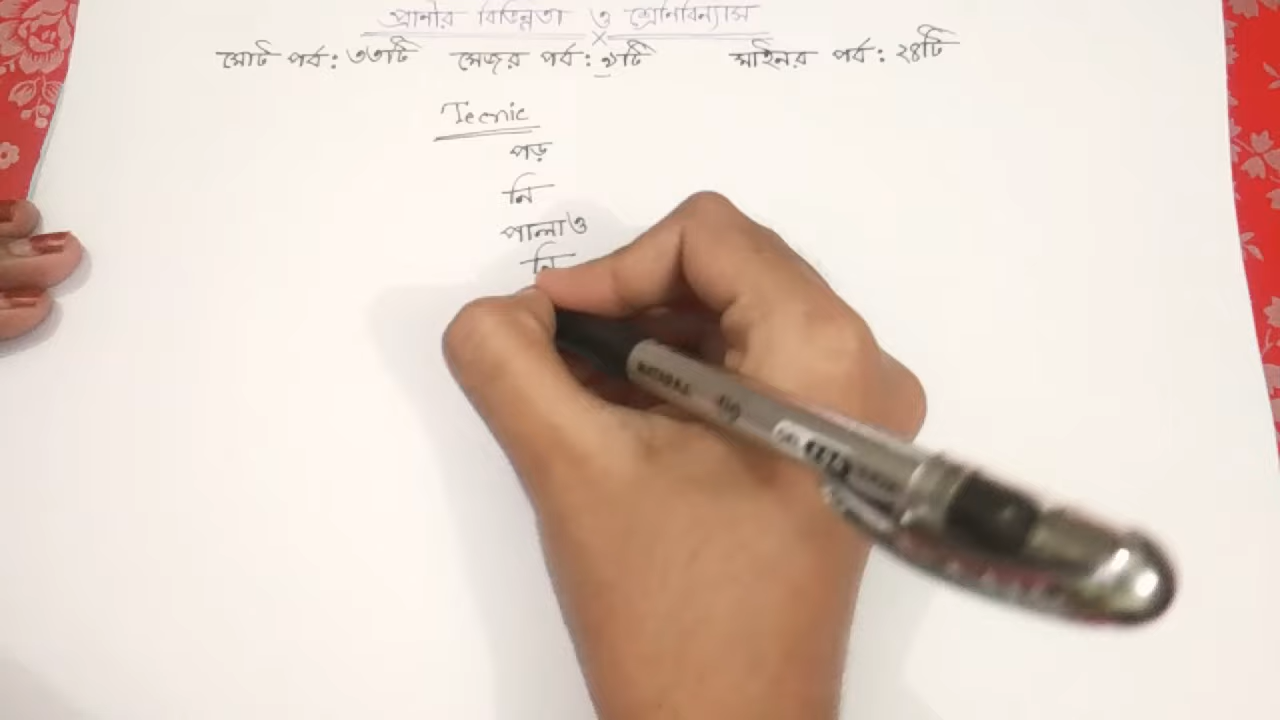 প্রাণীর বিভিন্নতা ও শ্রেণিবিন্যাস
মোট পর্ব: ৩৩টি মেজর পর্ব: ৯টি মাইনর পর্ব: ২৪টি
Tecnic
পড়
নি
পালাও
নি